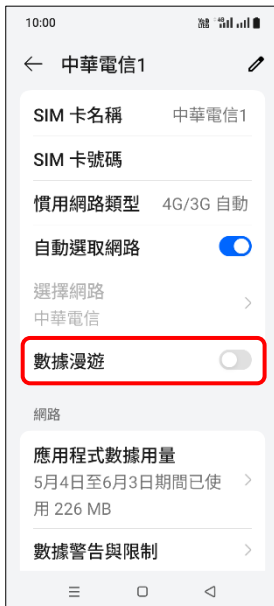 10:00
中華電信1
SIM 卡名稱 中華電信1
SIM 卡號碼
慣用網路類型 4G/3G 自動
自動選取網路
選擇網路
中華電信
數據漫遊
網路
應用程式數據用量
5月4日至6月3日期間已使
用 226 MB
數據警告與限制